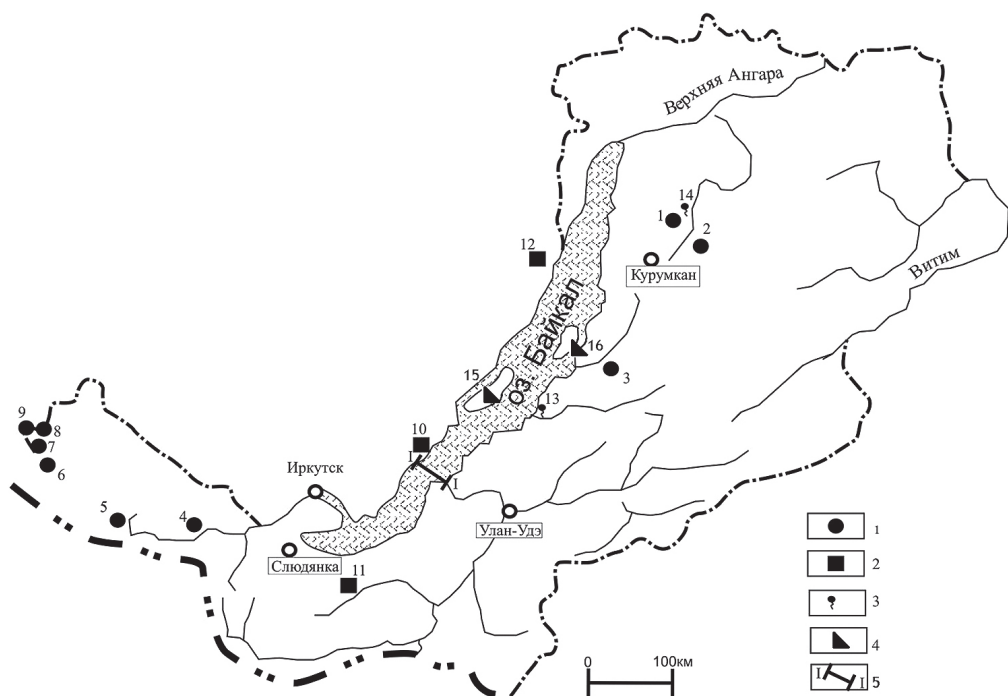 Верхняя Ангара
14
1
2
12
Курумкан
Витим
оз. Байкал
16
15
3
13
9
8
7
10
6
I
I
Иркутск
5
4
Улан-Удэ
Слюдянка
11
1
2
3
4
I I 5
0 100км